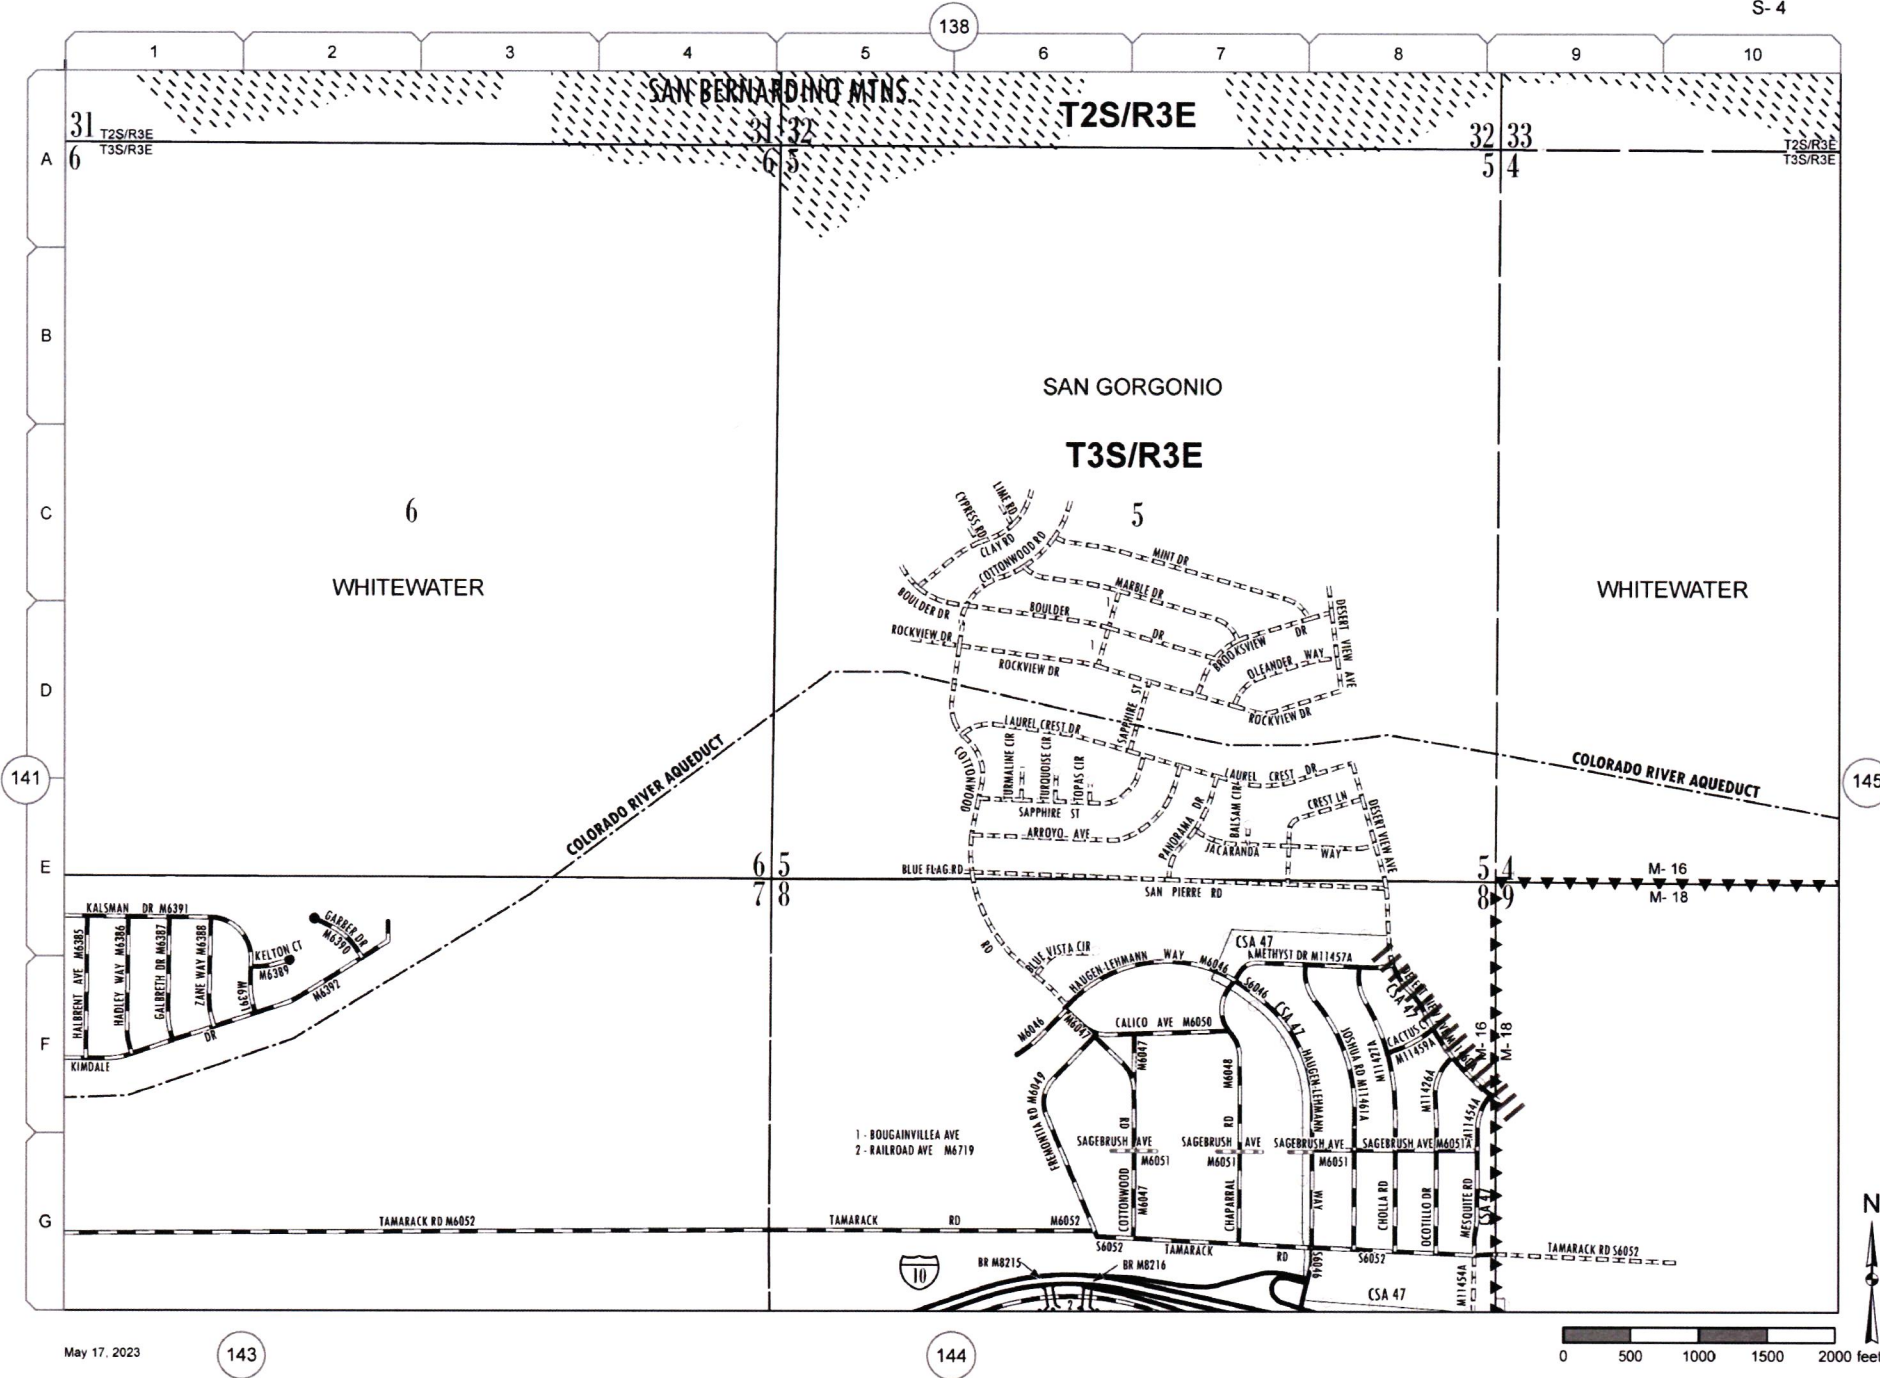 S- 4
138
1 2 3 4 5 6 7 8 9 10
A
B
C
D
E
F
G
SAN BERNARDINO MTNS.
T2S/R3E
31 T2S/R3E
6 T3S/R3E
31 32
6 5
32 33
5 4
T2S/R3E
T3S/R3E
SAN GORGONIO
T3S/R3E
6
5
WHITEWATER
WHITEWATER
LIME RD
CYPRESS RD
CLAY RD
COTTONWOOD RD
MINT DR
MARBLE DR
BOULDER DR
BOULDER
DR
1
1
ROCKVIEW DR
ROCKVIEW DR
BROOKSVIEW DR
DESERT VIEW AVE
OLEANDER WAY
ROCKVIEW DR
SAPPHIRE ST
LAUREL CREST DR
COTTONWOOD
TURMALINE CIR
TURQUOISE CIR
TOPAS CIR
SAPPHIRE ST
LAUREL CREST DR
ARROYO AVE
PANORAMA DR
BALSAM CIR
CREST LN
DESERT VIEW AVE
JACARANDA WAY
141
145
COLORADO RIVER AQUEDUCT
COLORADO RIVER AQUEDUCT
BLUE FLAG RD
SAN PIERRE RD
6 5
7 8
5 4
8 9
M- 16
M- 18
KALSMAN DR M6391
HALBRENT AVE M6385
HADLEY WAY M6386
GALBRETH DR M6387
ZANE WAY M6388
M6391
KELTON CT
M6389
GARBER DR
M6390
M6392
DR
KIMDALE
RD
BLUE VISTA CIR
HAUGEN-LEHMANN WAY M6046
M6046
M6047
CSA 47
AMETHYST DR M11457A
S6046
CSA 47
CSA 47
CALICO AVE M6050
M6047
M6048
HAUGEN-LEHMANN
JOSHUA DR M11461A
M11427A
CACTUS CT
M11459A
M11426A
M11454A
M- 16
M- 18
FREMONTIA RD M6049
RD
RD
1 - BOUGAINVILLEA AVE
2 - RAILROAD AVE M6719
SAGEBRUSH AVE
M6051
SAGEBRUSH AVE
M6051
SAGEBRUSH AVE
M6051
SAGEBRUSH AVE M6051A
COTTONWOOD
M6047
CHAPARRAL
WAY
CHOLLA RD
OCOTILLO DR
MESQUITE RD
CSA 47
TAMARACK RD M6052
TAMARACK RD M6052
S6052 TAMARACK RD S6052
TAMARACK RD S6052
S6046
M11454A
10
BR M8215
BR M8216
2
CSA 47
N
May 17, 2023
143
144
0 500 1000 1500 2000 feet